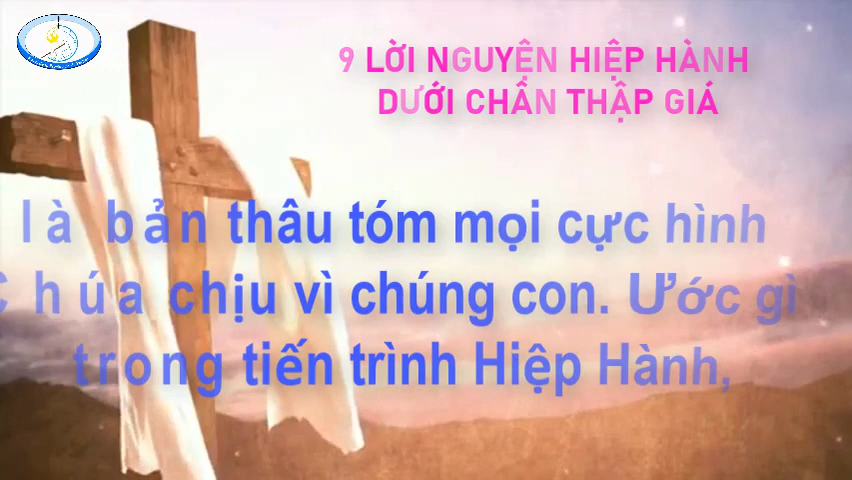 9 LỜI NGUYỆN HIỆP HÀNH
DƯỚI CHÂN THẬP GIÁ
là bản thâu tóm mọi cực hình
Chúa chịu vì chúng con. Ước gì
trong tiến trình Hiệp Hành,